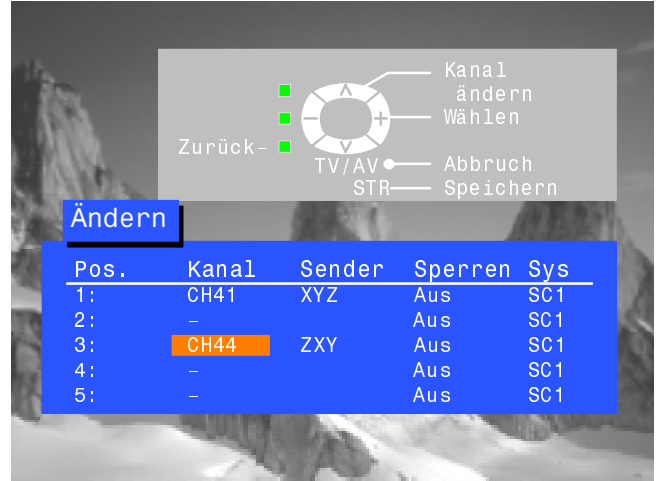 Kanal
ändern
Wählen
Zurück-
TV/AV Abbruch
STR Speichern
Ändern
Pos. Kanal Sender Sperren Sys
1: CH41 XYZ Aus SC1
2: – Aus SC1
3: CH44 ZXY Aus SC1
4: – Aus SC1
5: – Aus SC1